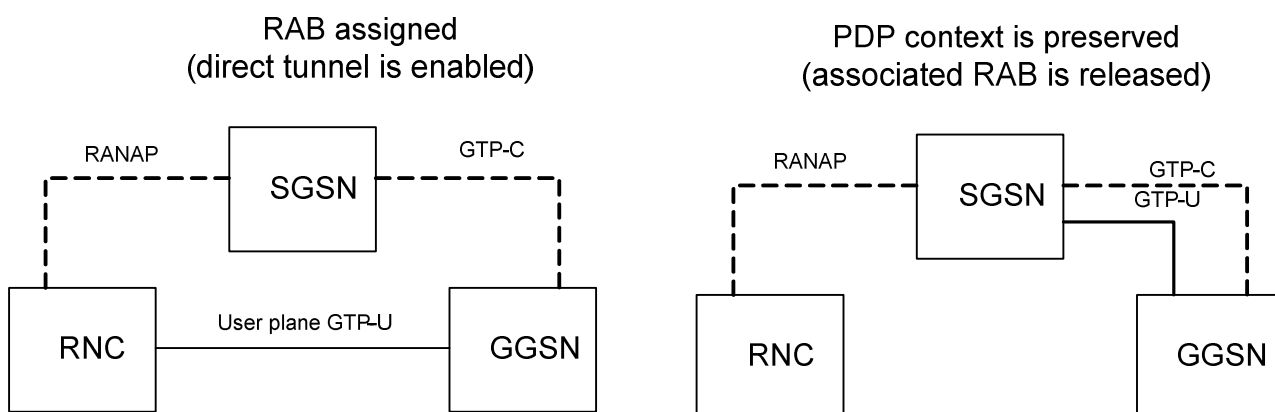 RAB assigned
(direct tunnel is enabled)
RANAP
GTP-C
SGSN
RNC
User plane GTP-U
GGSN
PDP context is preserved
(associated RAB is released)
RANAP
SGSN
GTP-C
GTP-U
RNC
GGSN